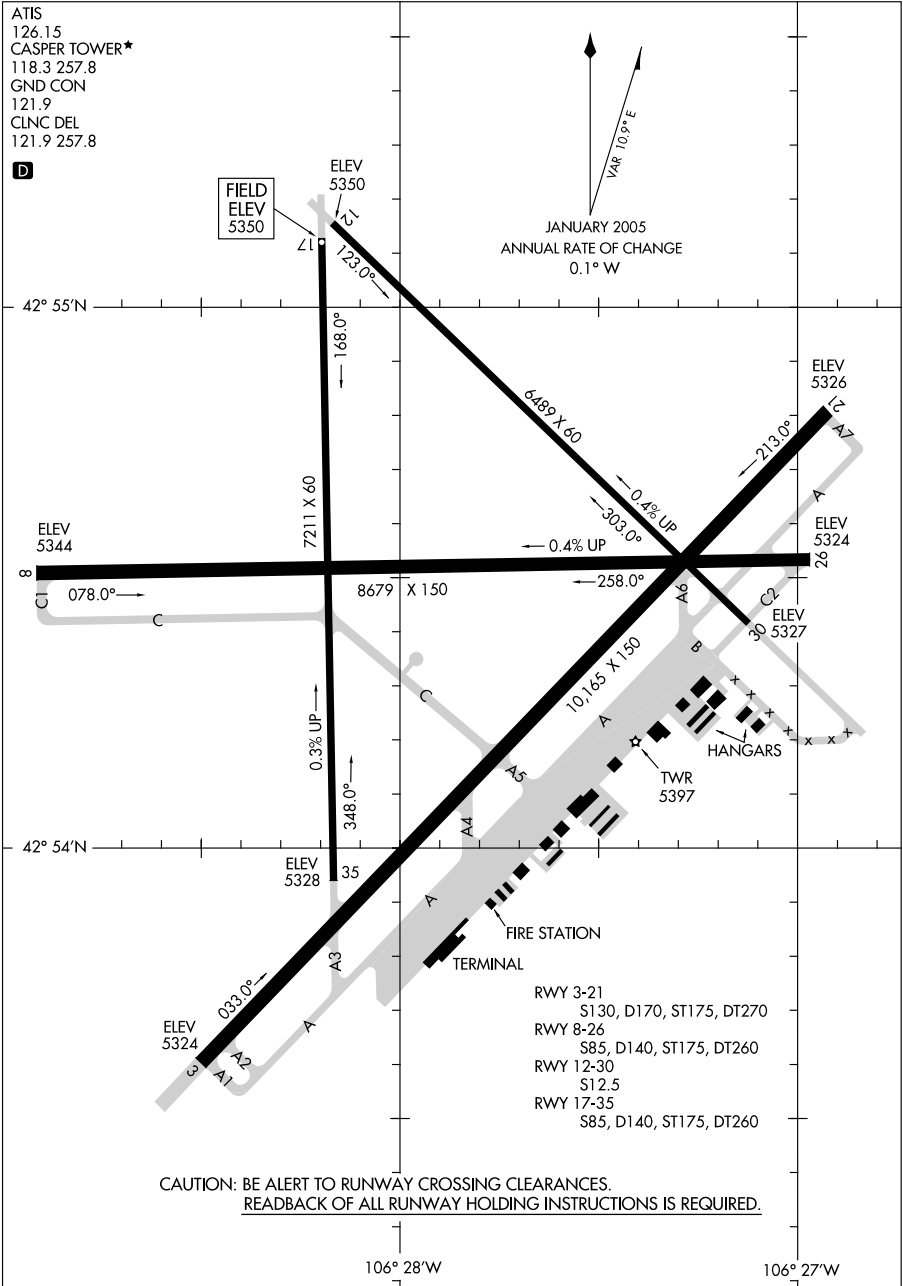 ATIS
126.15
CASPER TOWER★
118.3 257.8
GND CON
121.9
CLNC DEL
121.9 257.8
D
VAR 10.9° E
JANUARY 2005
ANNUAL RATE OF CHANGE
0.1° W
FIELD
ELEV
5350
ELEV
5350
12
17
123.0°
42° 55'N
168.0°
ELEV
5326
21
A7
6489 X 60
213.0°
A
7211 X 60
0.4% UP
303.0°
ELEV
5344
8
0.4% UP
ELEV
5324
26
C1
078.0°
8679 X 150
258.0°
A6
C2
C
ELEV
5327
30
B
10,165 X 150
C
A
0.3% UP
x x x x x x
HANGARS
A5
TWR
5397
348.0°
A4
42° 54'N
ELEV
5328
35
A
FIRE STATION
A3
TERMINAL
033.0°
RWY 3-21
S130, D170, ST175, DT270
RWY 8-26
S85, D140, ST175, DT260
RWY 12-30
S12.5
RWY 17-35
S85, D140, ST175, DT260
ELEV
5324
A
A2
3
A1
CAUTION: BE ALERT TO RUNWAY CROSSING CLEARANCES.
READBACK OF ALL RUNWAY HOLDING INSTRUCTIONS IS REQUIRED.
106° 28'W
106° 27'W